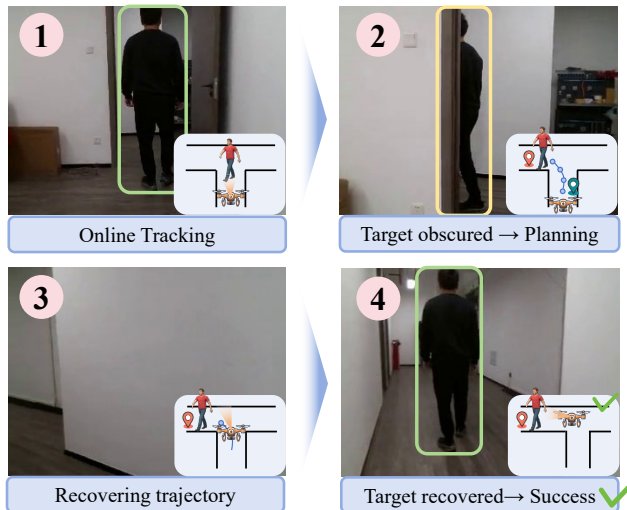 1
2
Online Tracking
Target obscured → Planning
3
4
Recovering trajectory
Target recovered→ Success